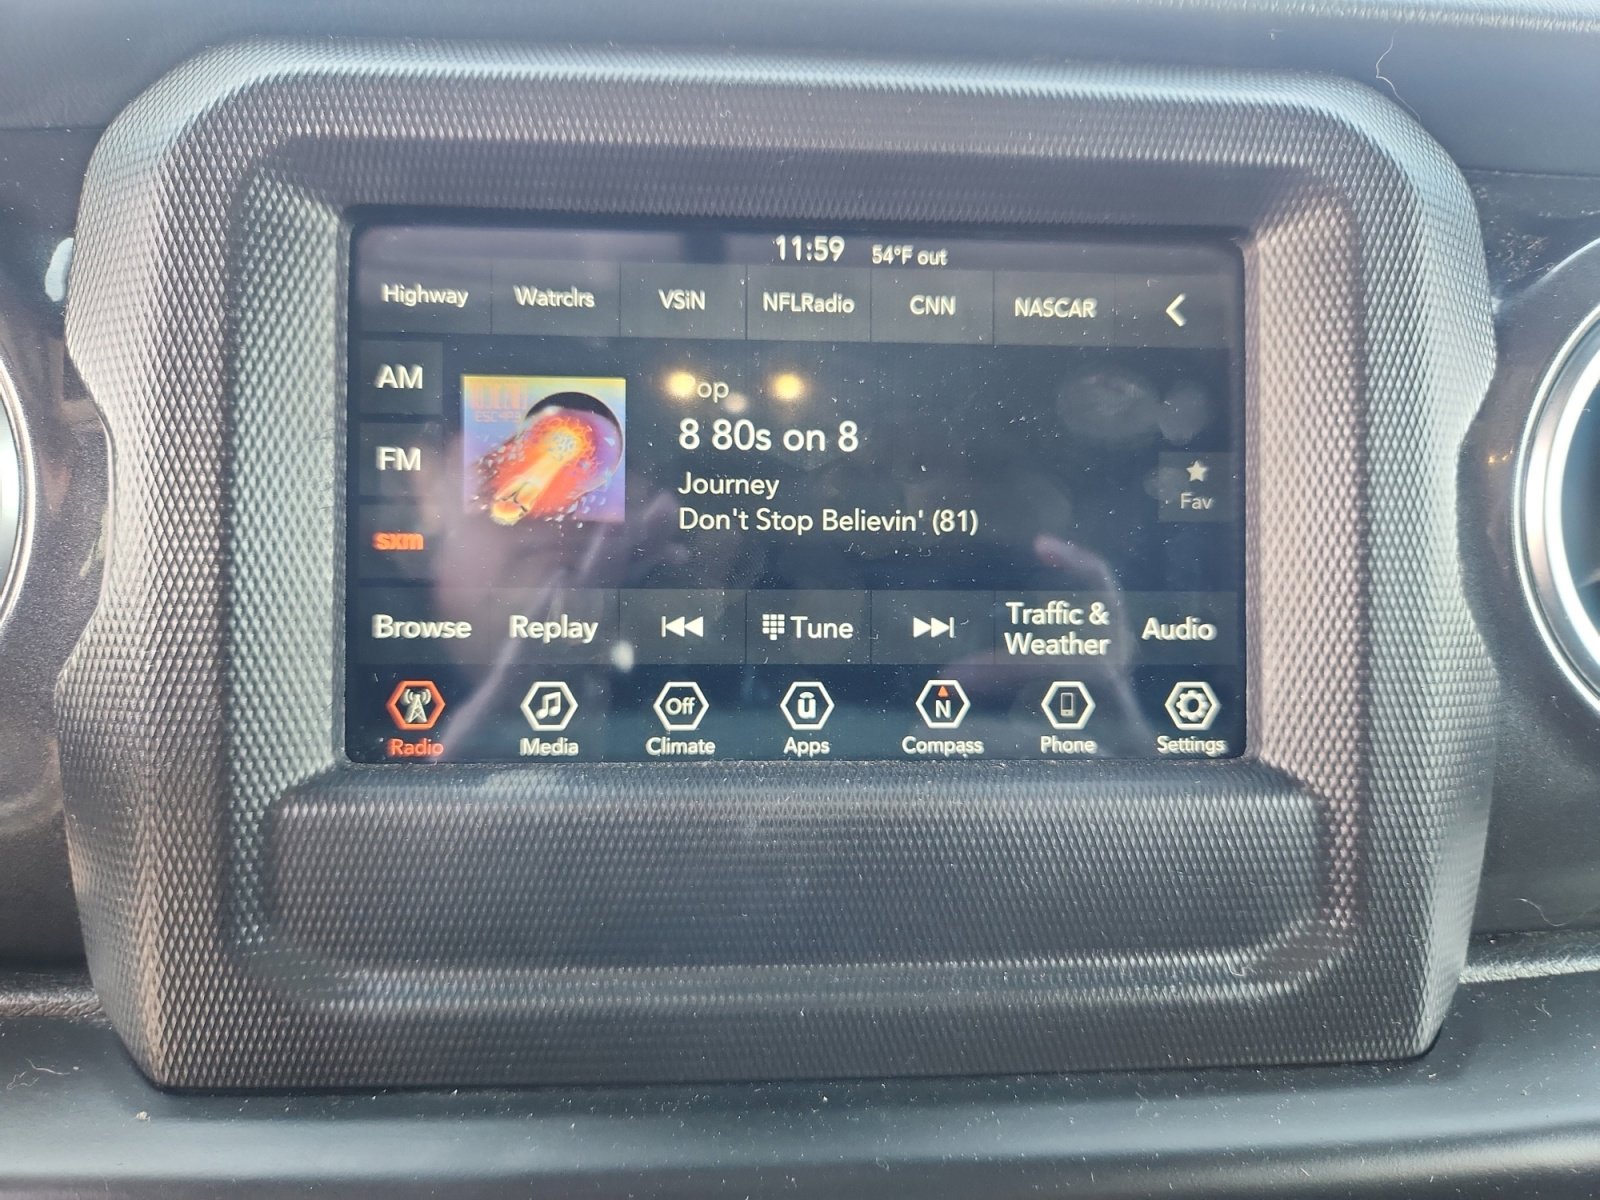 11:59 54°F out
Highway Watrclrs VSiN NFLRadio CNN NASCAR
AM
Pop
8 80s on 8
FM
Journey
Fav
Don't Stop Believin' (81)
sxm
Browse Replay Tune Traffic & Weather Audio
Off N
Radio Media Climate Apps Compass Phone Settings